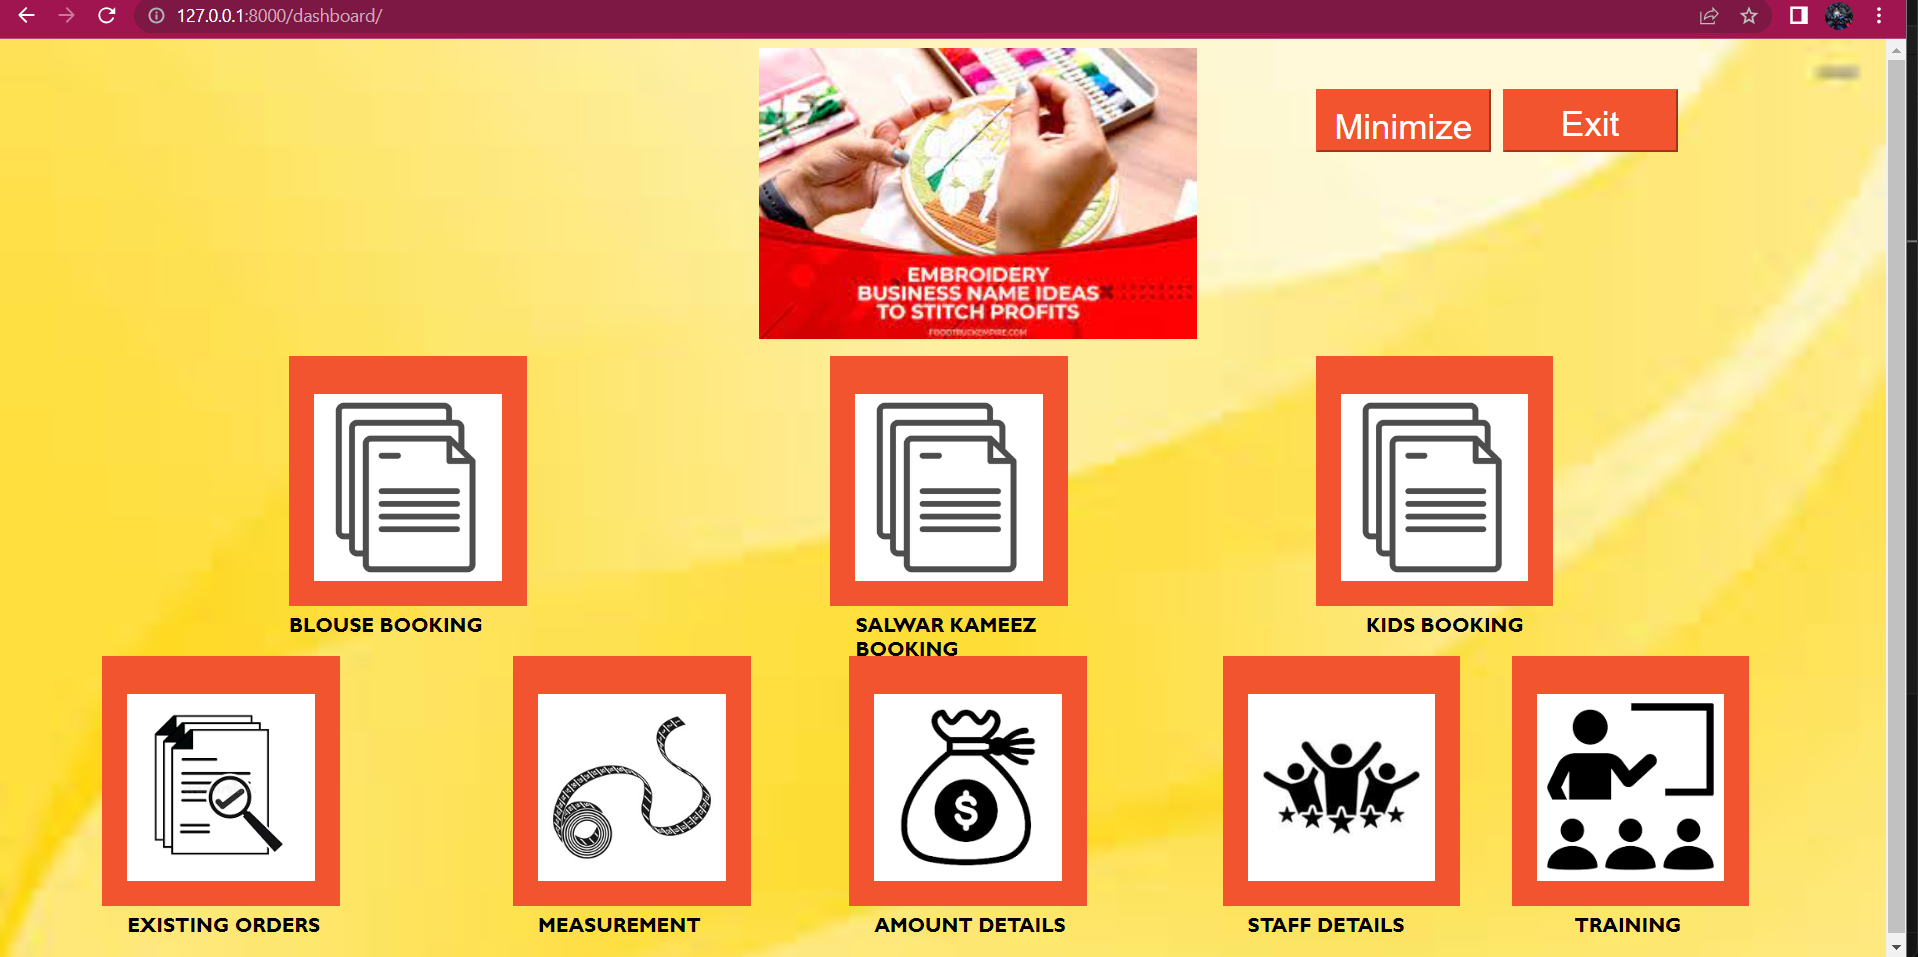 127.0.0.1:8000/dashboard/
Minimize
Exit
EMBROIDERY
BUSINESS NAME IDEAS
TO STITCH PROFITS
FOODTRUCKEMPIRE.COM
BLOUSE BOOKING
SALWAR KAMEEZ
BOOKING
KIDS BOOKING
EXISTING ORDERS
MEASUREMENT
AMOUNT DETAILS
STAFF DETAILS
TRAINING